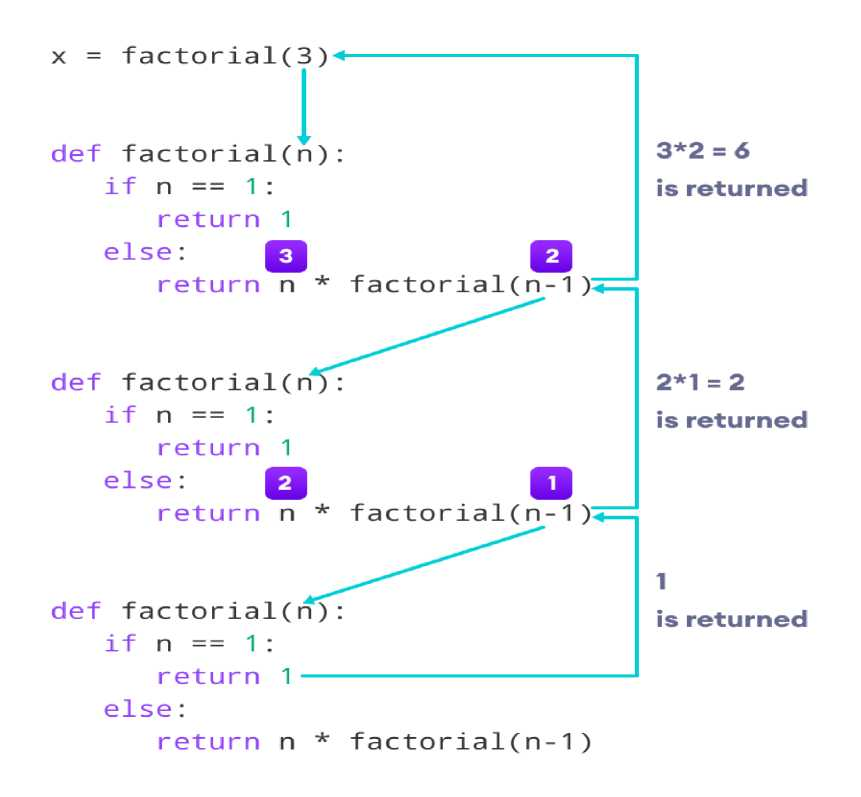 x = factorial(3)
def factorial(n):
3*2 = 6
if n == 1:
is returned
return 1
else:
3
2
return n * factorial(n-1)
def factorial(n):
2*1 = 2
if n == 1:
is returned
return 1
else:
2
1
return n * factorial(n-1)
1
def factorial(n):
is returned
if n == 1:
return 1
else:
return n * factorial(n-1)